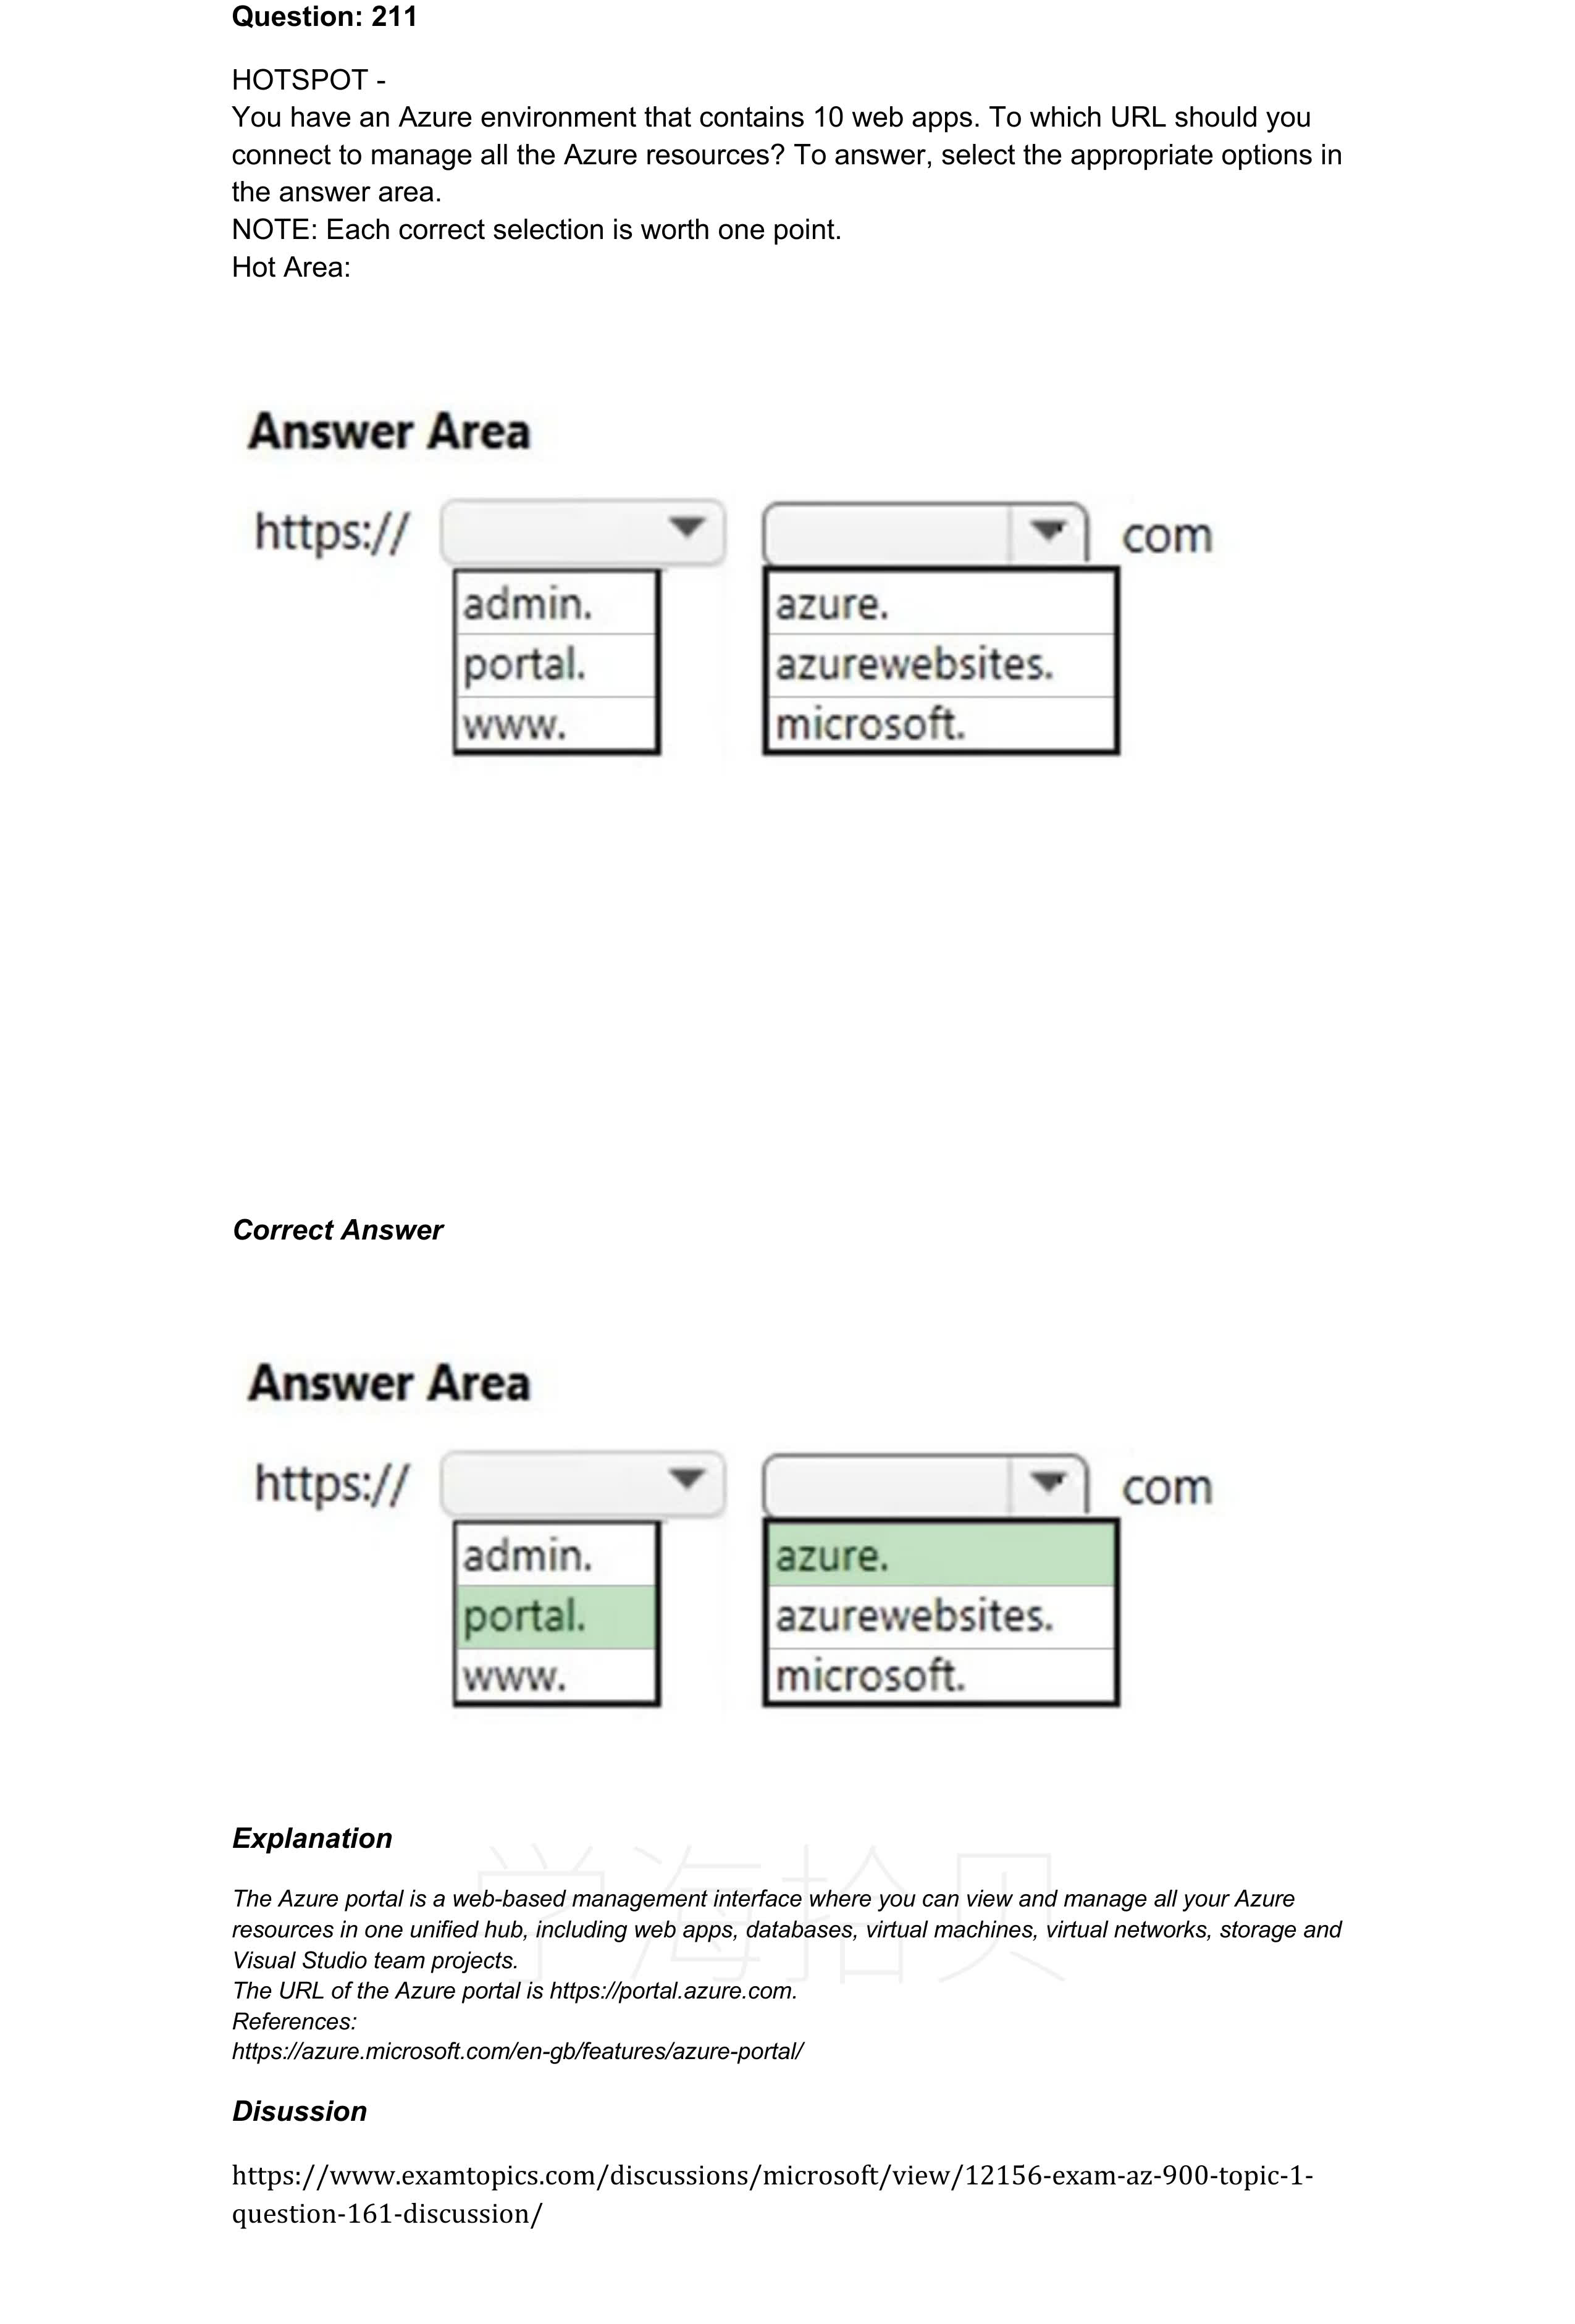 Question: 211
HOTSPOT -
You have an Azure environment that contains 10 web apps. To which URL should you
connect to manage all the Azure resources? To answer, select the appropriate options in
the answer area.
NOTE: Each correct selection is worth one point.
Hot Area:
Answer Area
https:// com
admin. azure.
portal. azurewebsites.
www. microsoft.
Correct Answer
Answer Area
https:// com
admin. azure.
portal. azurewebsites.
www. microsoft.
Explanation
学海拾贝
The Azure portal is a web-based management interface where you can view and manage all your Azure
resources in one unified hub, including web apps, databases, virtual machines, virtual networks, storage and
Visual Studio team projects.
The URL of the Azure portal is https://portal.azure.com.
References:
https://azure.microsoft.com/en-gb/features/azure-portal/
Disussion
https://www.examtopics.com/discussions/microsoft/view/12156-exam-az-900-topic-1-
question-161-discussion/